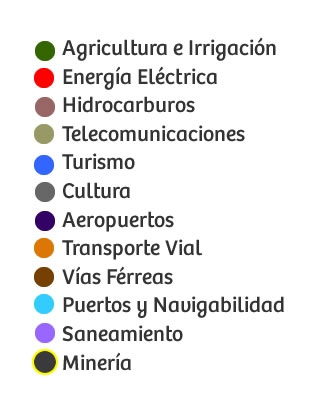 Agricultura e Irrigación
Energía Eléctrica
Hidrocarburos
Telecomunicaciones
Turismo
Cultura
Aeropuertos
Transporte Vial
Vías Férreas
Puertos y Navigabilidad
Saneamiento
Minería